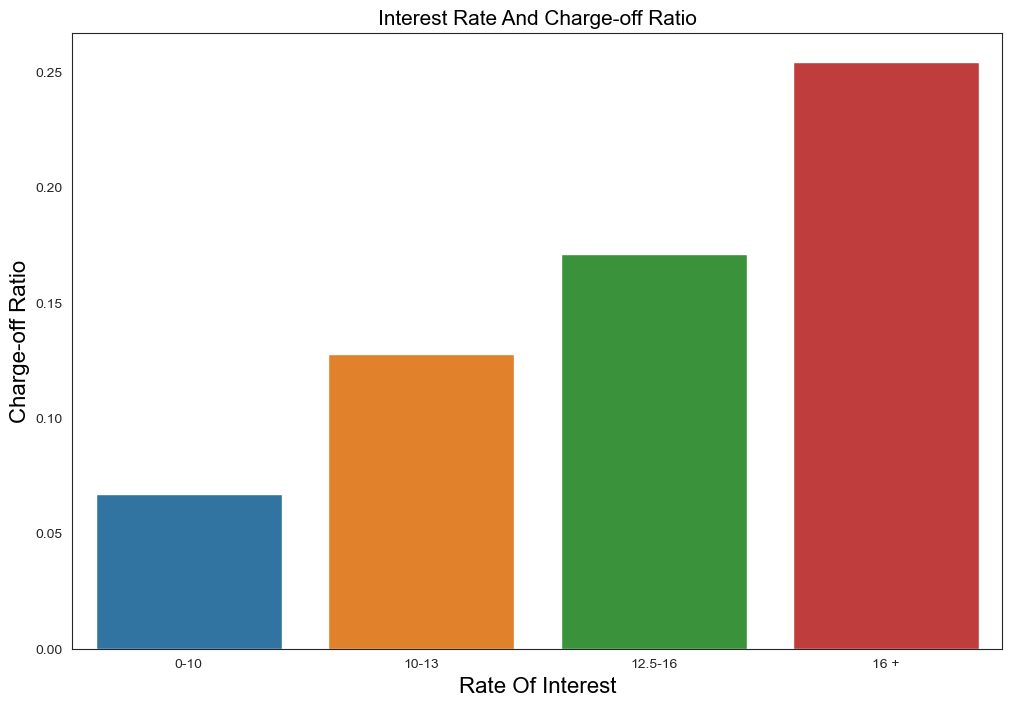 Interest Rate And Charge-off Ratio
Charge-off Ratio
0.25
0.20
0.15
0.10
0.05
0.00
0-10 10-13 12.5-16 16 +
Rate Of Interest